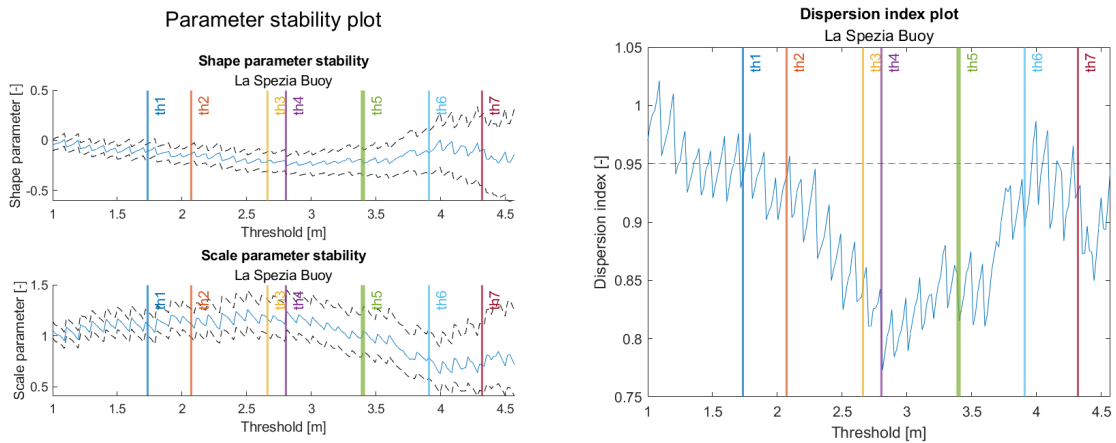 Parameter stability plot
Shape parameter stability
La Spezia Buoy
Shape parameter [-]
0.5
0
-0.5
th1
th2
th3
th4
th5
th6
th7
1
1.5
2
2.5
3
3.5
4
4.5
Threshold [m]
Scale parameter stability
La Spezia Buoy
Scale parameter [-]
1.5
1
0.5
th1
th2
th3
th4
th5
th6
th7
1
1.5
2
2.5
3
3.5
4
4.5
Threshold [m]
Dispersion index plot
La Spezia Buoy
Dispersion index [-]
1.05
1
0.95
0.9
0.85
0.8
0.75
th1
th2
th3
th4
th5
th6
th7
1
1.5
2
2.5
3
3.5
4
4.5
Threshold [m]